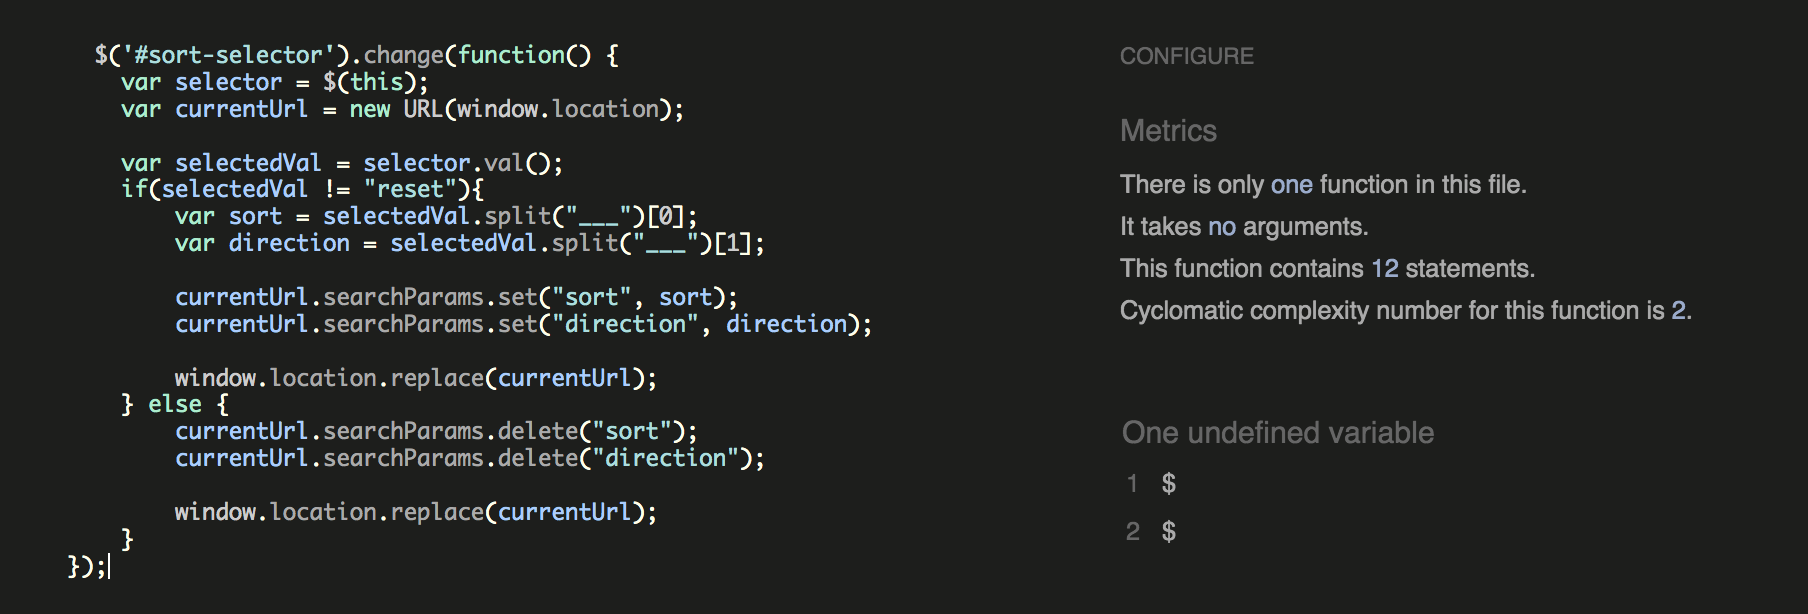 $('#sort-selector').change(function() {
var selector = $(this);
var currentUrl = new URL(window.location);
var selectedVal = selector.val();
if(selectedVal != "reset"){
var sort = selectedVal.split("___")[0];
var direction = selectedVal.split("___")[1];
currentUrl.searchParams.set("sort", sort);
currentUrl.searchParams.set("direction", direction);
window.location.replace(currentUrl);
} else {
currentUrl.searchParams.delete("sort");
currentUrl.searchParams.delete("direction");
window.location.replace(currentUrl);
}
});
CONFIGURE
Metrics
There is only one function in this file.
It takes no arguments.
This function contains 12 statements.
Cyclomatic complexity number for this function is 2.
One undefined variable
1 $
2 $